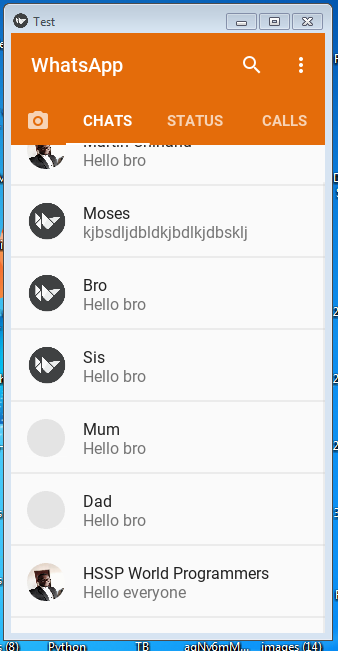 Test
WhatsApp
CHATS STATUS CALLS
Hello bro
Moses
kjbsdljdbldkjbdlkjdbsklj
Bro
Hello bro
Sis
Hello bro
Mum
Hello bro
Dad
Hello bro
HSSP World Programmers
Hello everyone
(8) Python TB agNy6mM... images (14)